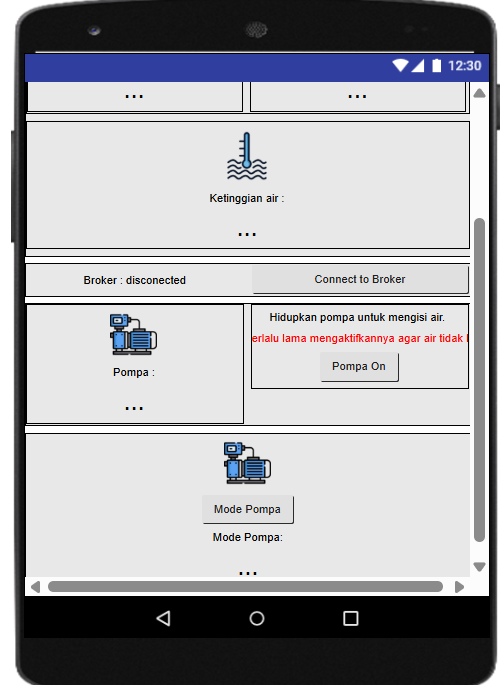 12:30
... ...
Ketinggian air :
...
Broker : disconected Connect to Broker
Hidupkan pompa untuk mengisi air.
erlalu lama mengaktifkannya agar air tidak
Pompa On
Pompa :
...
Mode Pompa
Mode Pompa:
...